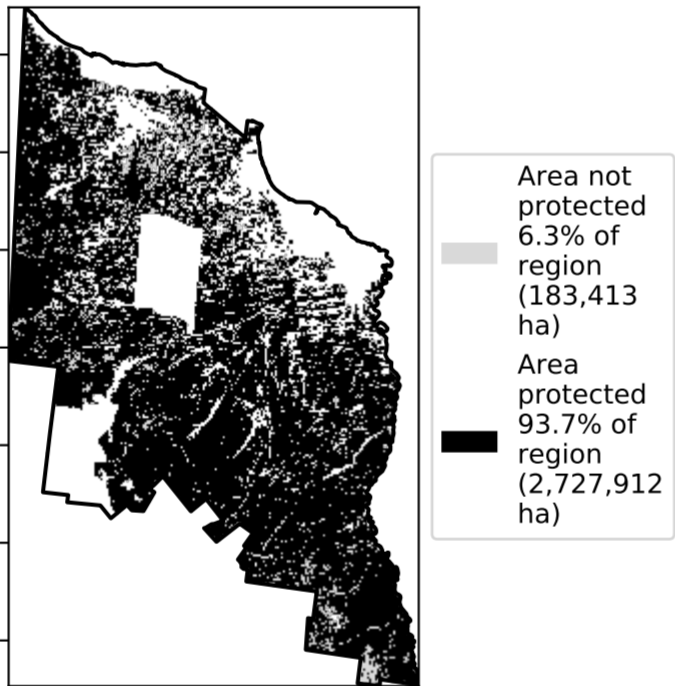 Area not
protected
6.3% of
region
(183,413
ha)
Area
protected
93.7% of
region
(2,727,912
ha)